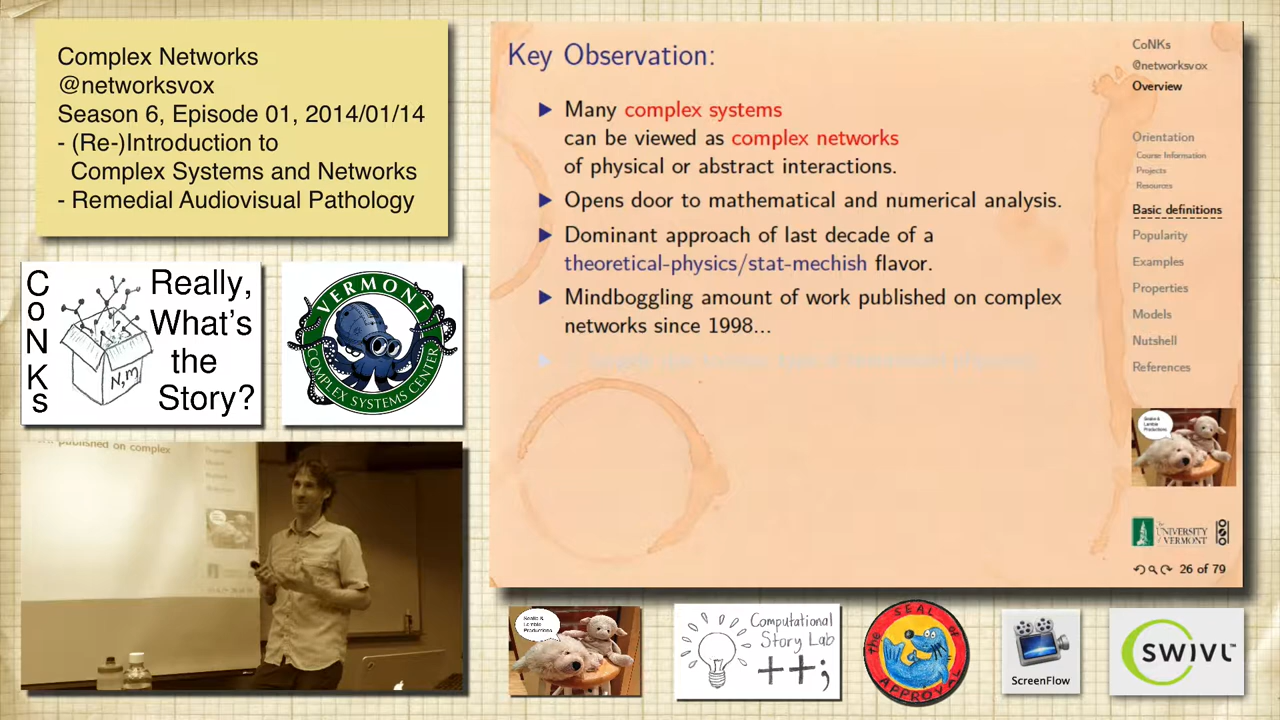 Complex Networks
@networksvox
Season 6, Episode 01, 2014/01/14
- (Re-)Introduction to
Complex Systems and Networks
- Remedial Audiovisual Pathology
CoNKs
Really,
What's
the
Story?
N,m
VERMONT
COMPLEX SYSTEMS CENTER
published on complex
Key Observation:
Many complex systems
can be viewed as complex networks
of physical or abstract interactions.
Opens door to mathematical and numerical analysis.
Dominant approach of last decade of a
theoretical-physics/stat-mechish flavor.
Mindboggling amount of work published on complex
networks since 1998...
CoNKs
@networksvox
Overview
Orientation
Course Information
Projects
Resources
Basic definitions
Popularity
Examples
Properties
Models
Nutshell
References
The
UNIVERSITY
of VERMONT
26 of 79
Productions
Computational
Story Lab
++;
the SEAL of
APPROVAL
ScreenFlow
SWIVL